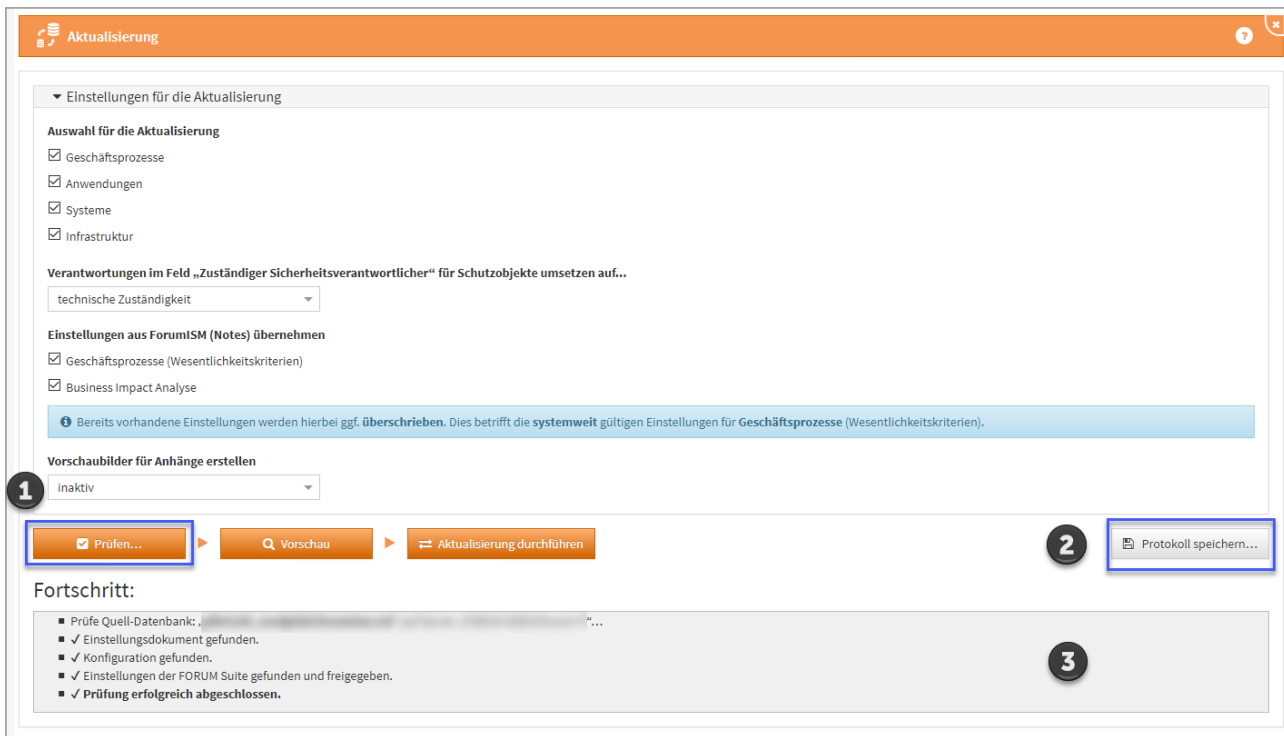 Aktualisierung
Einstellungen für die Aktualisierung
Auswahl für die Aktualisierung
Geschäftsprozesse
Anwendungen
Systeme
Infrastruktur
Verantwortungen im Feld „Zuständiger Sicherheitsverantwortlicher“ für Schutzobjekte umsetzen auf...
technische Zuständigkeit
Einstellungen aus ForumISM (Notes) übernehmen
Geschäftsprozesse (Wesentlichkeitskriterien)
Business Impact Analyse
Bereits vorhandene Einstellungen werden hierbei ggf. überschrieben. Dies betrifft die systemweit gültigen Einstellungen für Geschäftsprozesse (Wesentlichkeitskriterien).
Vorschaubilder für Anhänge erstellen
1 inaktiv
Prüfen... Vorschau Aktualisierung durchführen 2 Protokoll speichern...
Fortschritt:
Prüfe Quell-Datenbank: „ “...
✓ Einstellungsdokument gefunden.
✓ Konfiguration gefunden.
✓ Einstellungen der FORUM Suite gefunden und freigegeben. 3
✓ Prüfung erfolgreich abgeschlossen.